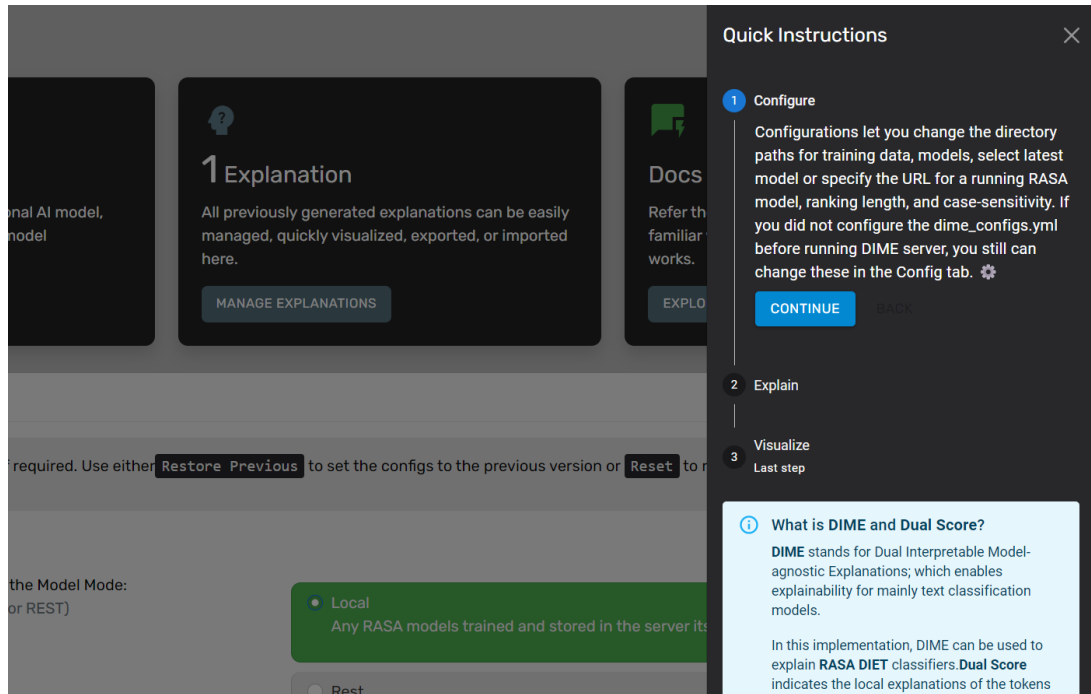 Quick Instructions
1 Configure
Configurations let you change the directory
paths for training data, models, select latest
model or specify the URL for a running RASA
model, ranking length, and case-sensitivity. If
you did not configure the dime_configs.yml
before running DIME server, you still can
change these in the Config tab.
CONTINUE BACK
2 Explain
3 Visualize
Last step
What is DIME and Dual Score?
DIME stands for Dual Interpretable Model-
agnostic Explanations; which enables
explainability for mainly text classification
models.
In this implementation, DIME can be used to
explain RASA DIET classifiers.Dual Score
indicates the local explanations of the tokens
onal AI model,
model
?
1 Explanation
All previously generated explanations can be easily
managed, quickly visualized, exported, or imported
here.
MANAGE EXPLANATIONS
Docs
Refer th
familiar
works.
EXPLO
required. Use either Restore Previous to set the configs to the previous version or Reset to r
the Model Mode:
or REST)
Local
Any RASA models trained and stored in the server its
Rest